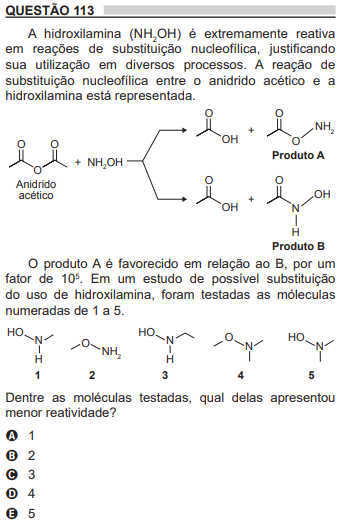 QUESTÃO 113
A hidroxilamina (NH₂OH) é extremamente reativa
em reações de substituição nucleofílica, justificando
sua utilização em diversos processos. A reação de
substituição nucleofílica entre o anidrido acético e a
hidroxilamina está representada.
O
OH
+
O
O
NH₂
Produto A
O
O
O
+ NH₂OH
Anidrido
acético
O
OH
+
O
N
OH
H
Produto B
O produto A é favorecido em relação ao B, por um
fator de 10⁵. Em um estudo de possível substituição
do uso de hidroxilamina, foram testadas as móleculas
numeradas de 1 a 5.
HO
N
H
1
O
NH₂
2
HO
N
H
3
O
N
4
HO
N
5
Dentre as moléculas testadas, qual delas apresentou
menor reatividade?
A 1
B 2
C 3
D 4
E 5